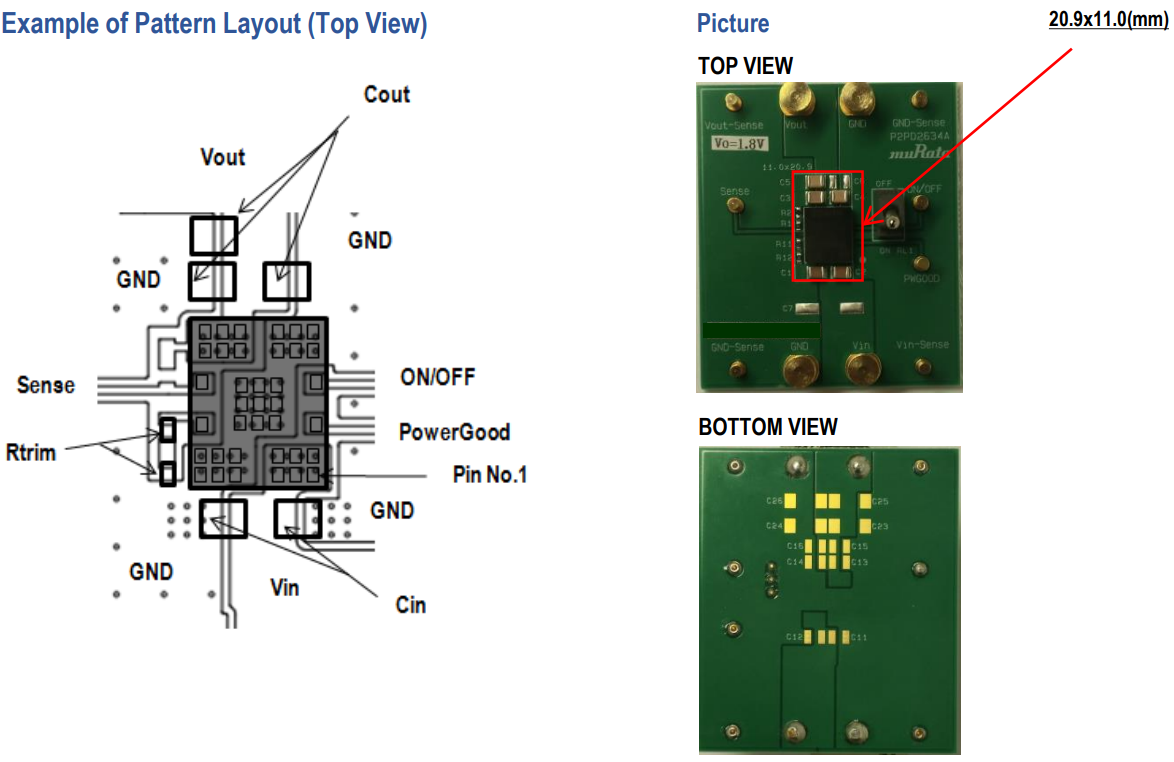 Example of Pattern Layout (Top View)
Cout
Vout
GND
GND
Sense
ON/OFF
PowerGood
Rtrim
Pin No.1
GND
GND
Vin
Cin
Picture
20.9x11.0(mm)
TOP VIEW
Vout-Sense
Vout
GND
GND-Sense
P2PD2634A
Vo=1.8V
muRata
11.0x20.9
C5
C3
OFF
Sense
ON/OFF
R11
R12
C1
PWGOOD
C7
GND-Sense
GND
Vin
Vin-Sense
BOTTOM VIEW
C26
C25
C24
C23
C16
C15
C14
C13
C12
C11